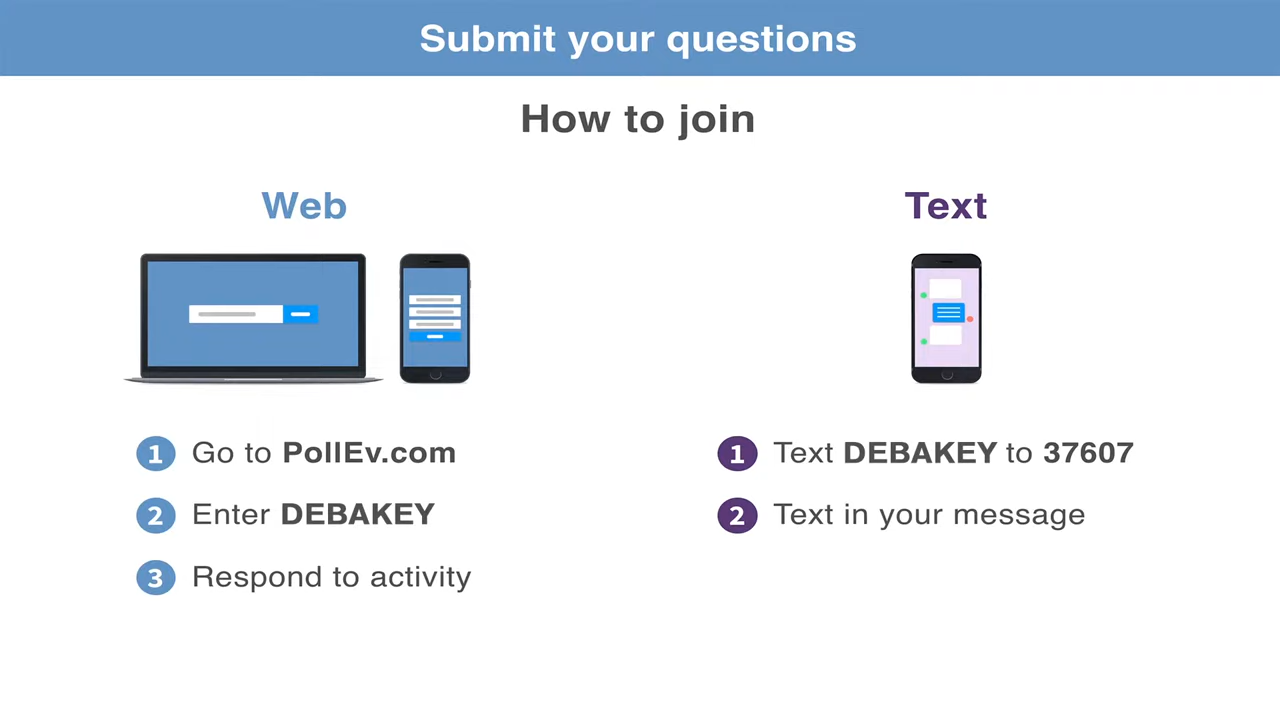 Submit your questions
How to join
Web
1 Go to PollEv.com
2 Enter DEBAKEY
3 Respond to activity
Text
1 Text DEBAKEY to 37607
2 Text in your message